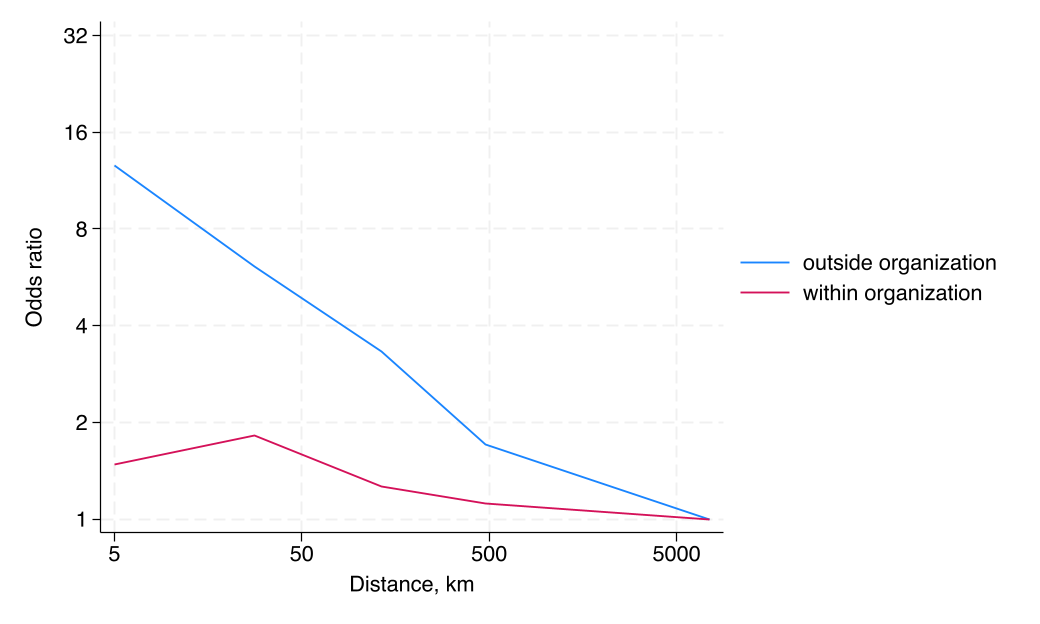 32
16
8
4
2
1
Odds ratio
5 50 500 5000
Distance, km
outside organization
within organization